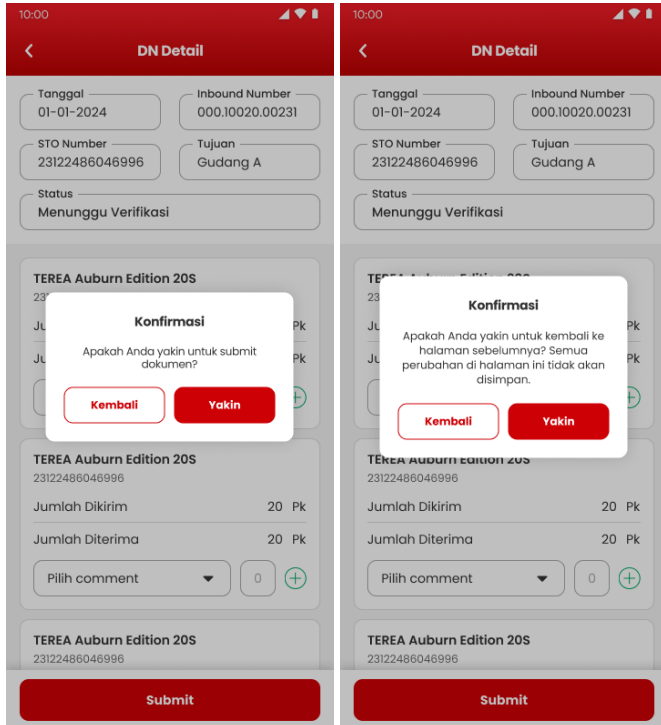 10:00
DN Detail
Tanggal
Inbound Number
01-01-2024
000.10020.00231
STO Number
Tujuan
23122486046996
Gudang A
Status
Menunggu Verifikasi
TEREA Auburn Edition 20S
Konfirmasi
Pk
Apakah Anda yakin untuk submit
dokumen?
Pk
Kembali
Yakin
TEREA Auburn Edition 20S
23122486046996
Jumlah Dikirim
20 Pk
Jumlah Diterima
20 Pk
Pilih comment
0
TEREA Auburn Edition 20S
23122486046996
Submit
10:00
DN Detail
Tanggal
Inbound Number
01-01-2024
000.10020.00231
STO Number
Tujuan
23122486046996
Gudang A
Status
Menunggu Verifikasi
Konfirmasi
Pk
Apakah Anda yakin untuk kembali ke
halaman sebelumnya? Semua
perubahan di halaman ini tidak akan
disimpan.
Pk
Kembali
Yakin
TEREA Auburn Edition 20S
23122486046996
Jumlah Dikirim
20 Pk
Jumlah Diterima
20 Pk
Pilih comment
0
TEREA Auburn Edition 20S
23122486046996
Submit